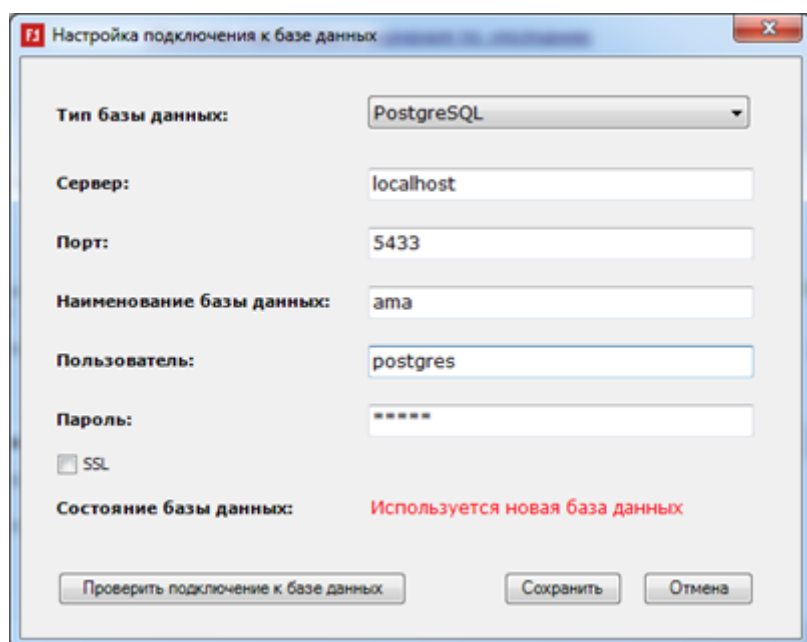 Настройка подключения к базе данных
Тип базы данных: PostgreSQL
Сервер: localhost
Порт: 5433
Наименование базы данных: ama
Пользователь: postgres
Пароль: *****
SSL
Состояние базы данных: Используется новая база данных
Проверить подключение к базе данных Сохранить Отмена